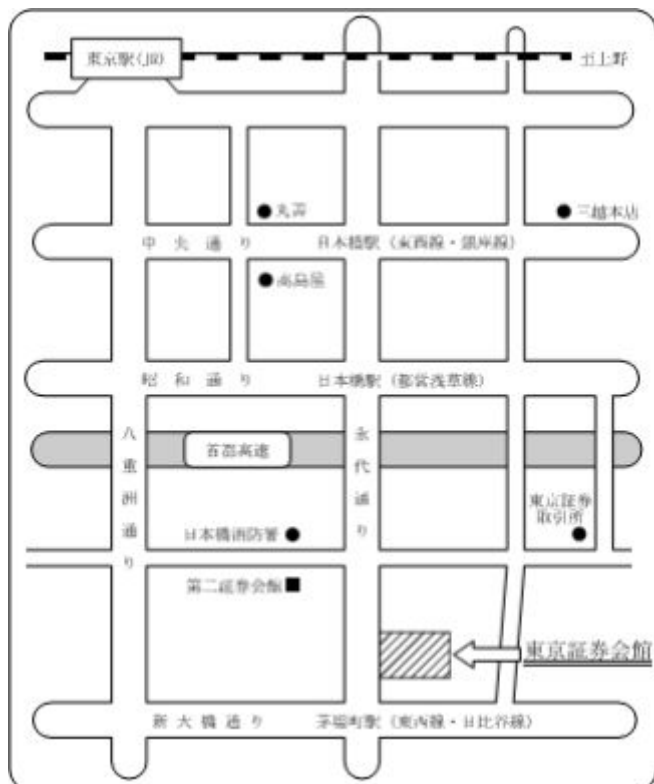 東京駅(JR)
至上野
丸善
三越本店
中央通り
日本橋駅(東西線・銀座線)
高島屋
昭和通り
日本橋駅(都営浅草線)
八重洲通り
首都高速
永代通り
東京証券
取引所
日本橋消防署
第二証券会館
東京証券会館
新大橋通り
茅場町駅(東西線・日比谷線)